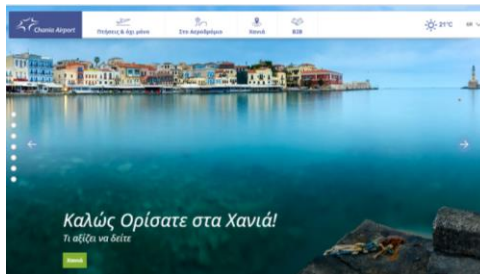 Chania Airport
Πτήσεις & όχι μόνο
Στο Αεροδρόμιο
Χανιά
B2B
21°C
Καλώς Ορίσατε στα Χανιά!
Τι αξίζει να δείτε
Χανιά